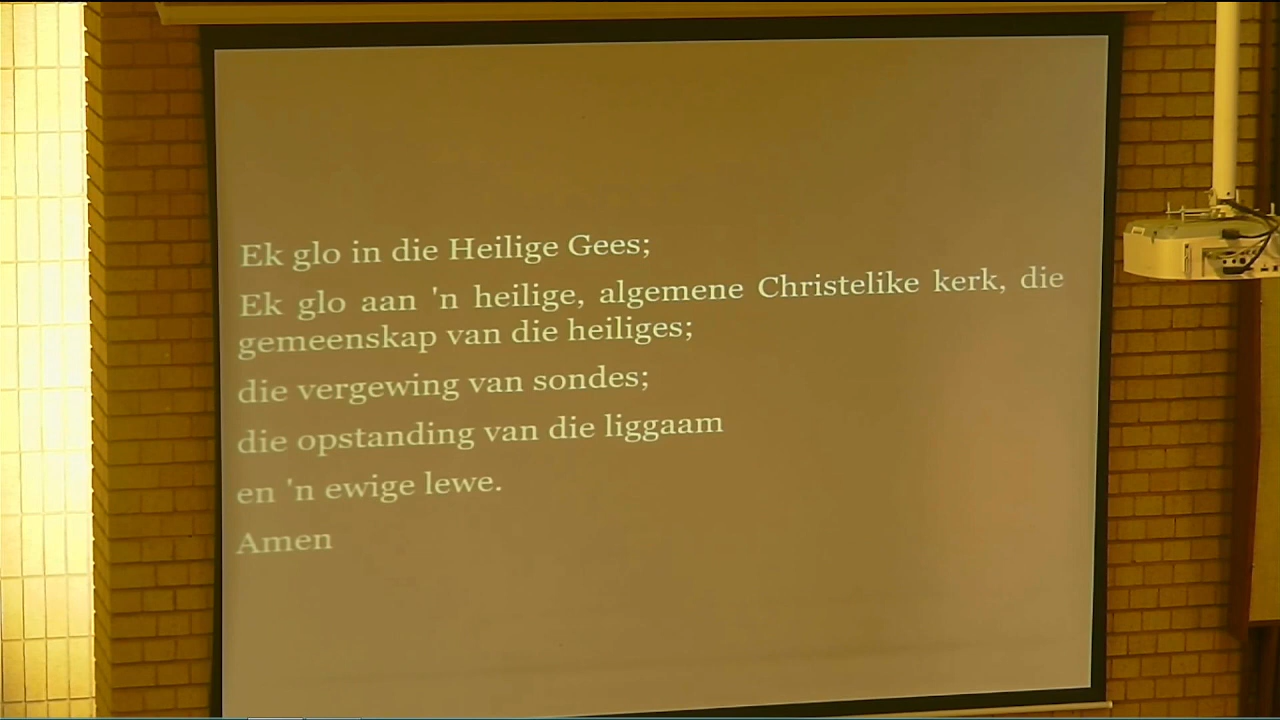 Ek glo in die Heilige Gees;
Ek glo aan 'n heilige, algemene Christelike kerk, die
gemeenskap van die heiliges;
die vergewing van sondes;
die opstanding van die liggaam
en 'n ewige lewe.
Amen